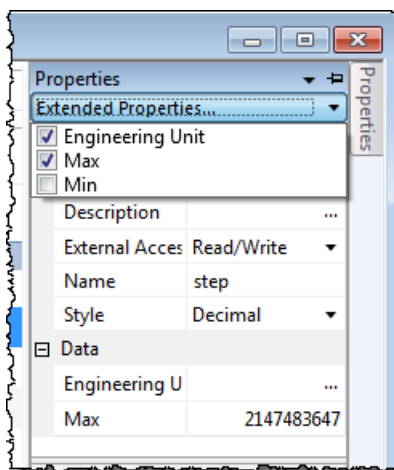 Properties
Extended Properties...
Engineering Unit
Max
Min
Description ...
External Acces Read/Write
Name step
Style Decimal
Data
Engineering U ...
Max 2147483647
Properties